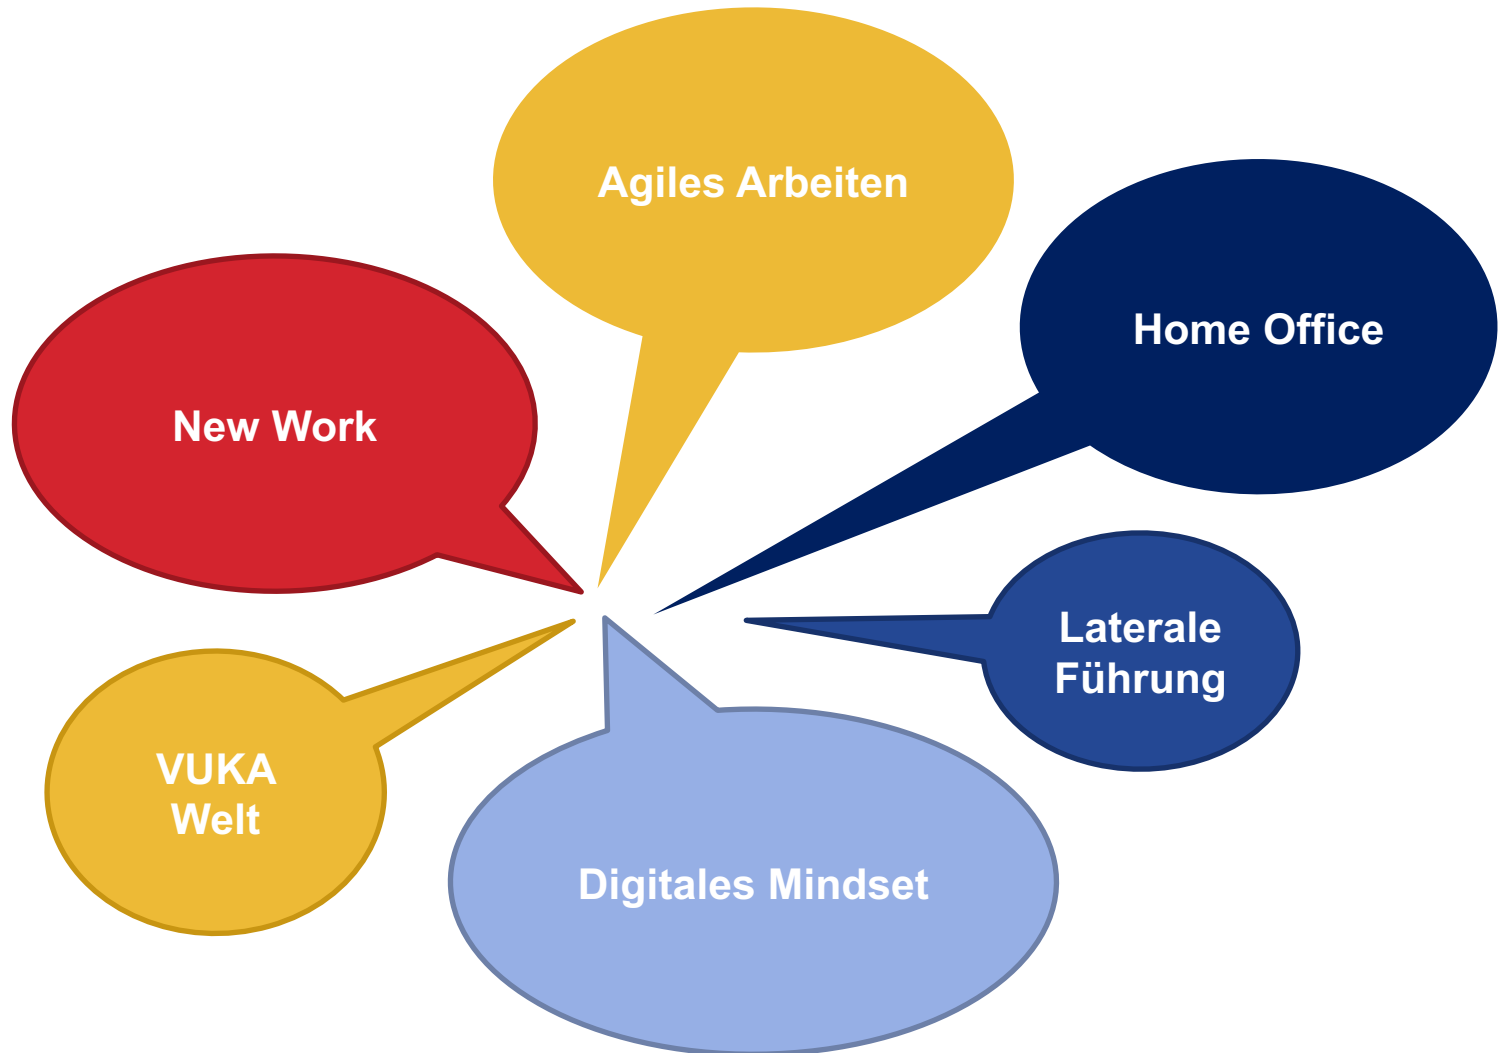 Agiles Arbeiten
Home Office
New Work
Laterale
Führung
VUKA
Welt
Digitales Mindset